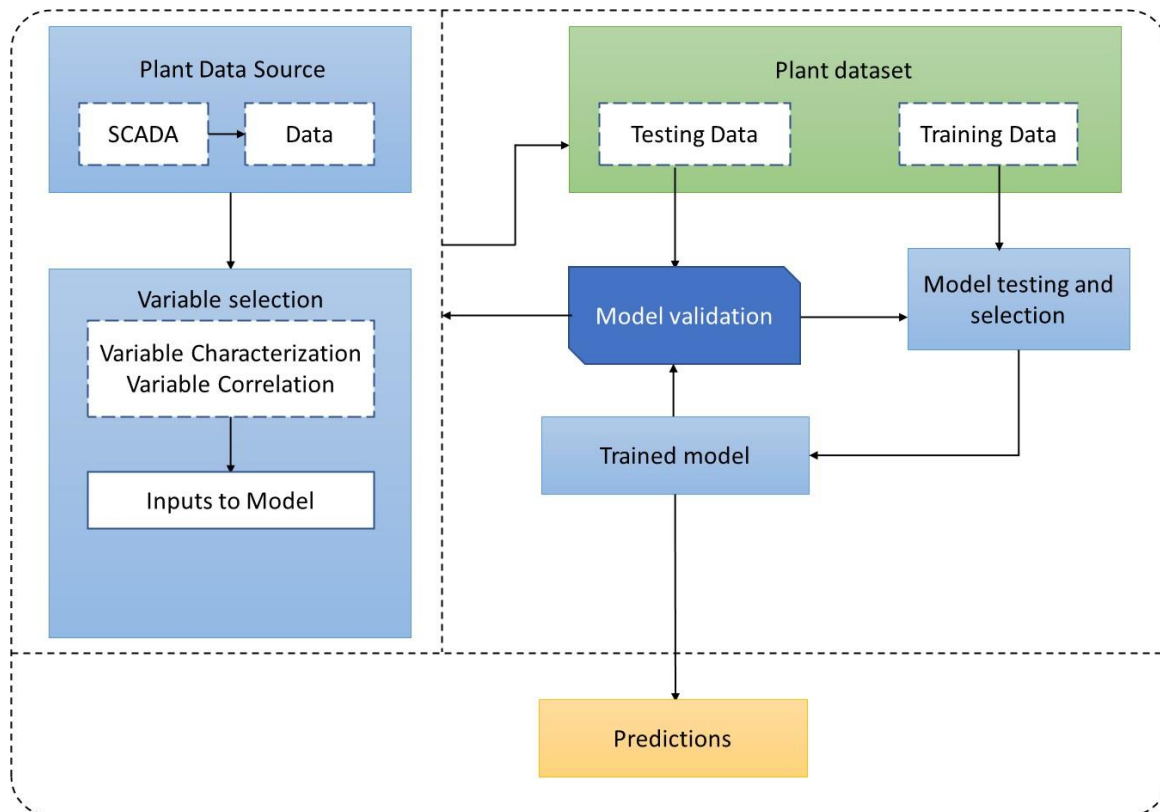 Plant Data Source
SCADA
Data
Variable selection
Variable Characterization
Variable Correlation
Inputs to Model
Plant dataset
Testing Data
Training Data
Model validation
Model testing and
selection
Trained model
Predictions